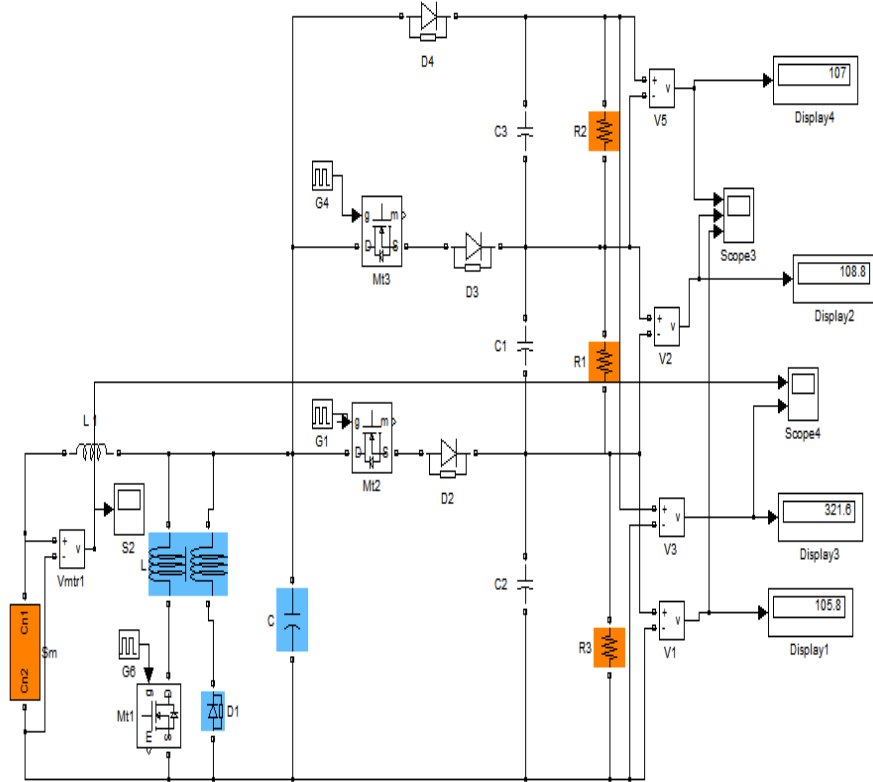 D4
107
Display4
V5
C3
R2
G4
g
m
D
S
Mt3
D3
Scope3
108.8
Display2
V2
C1
R1
L 1
G1
g
m
D
S
Mt2
D2
Scope4
S2
Vmtr1
L
V3
321.6
Display3
C2
C
Cn1
Sm
Cn2
G6
g
Mt1
D1
R3
V1
105.8
Display1
+
-
v
+
-
v
+
-
v
+
-
v
+
-
v